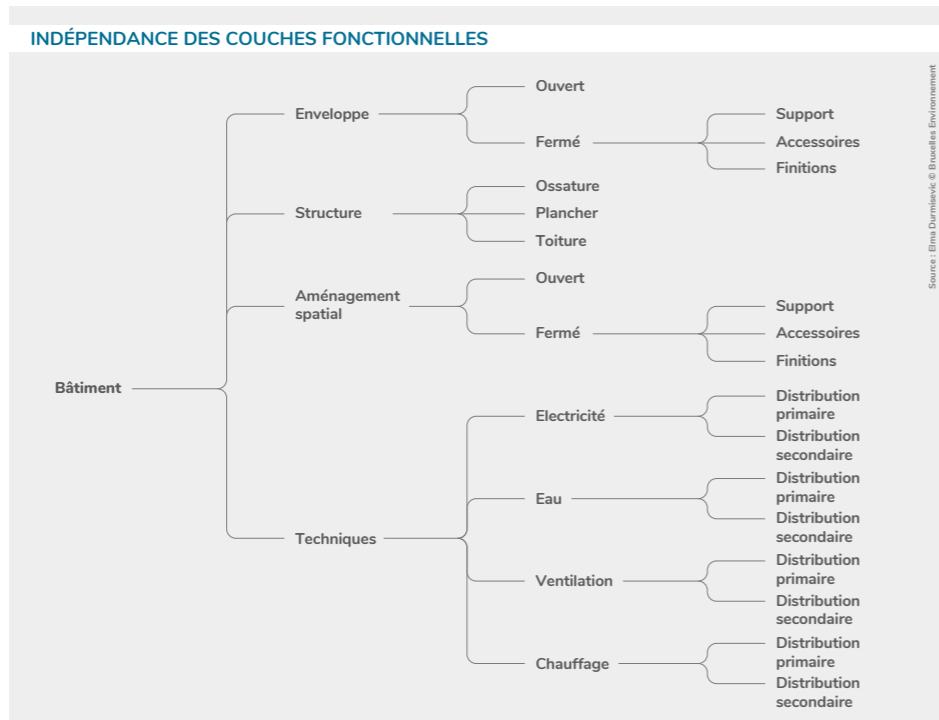 INDÉPENDANCE DES COUCHES FONCTIONNELLES
Bâtiment
Enveloppe
Ouvert
Fermé
Support
Accessoires
Finitions
Structure
Ossature
Plancher
Toiture
Aménagement
spatial
Ouvert
Fermé
Support
Accessoires
Finitions
Techniques
Electricité
Distribution
primaire
Distribution
secondaire
Eau
Distribution
primaire
Distribution
secondaire
Ventilation
Distribution
primaire
Distribution
secondaire
Chauffage
Distribution
primaire
Distribution
secondaire
Source : Elma Durmisevic © Bruxelles Environnement